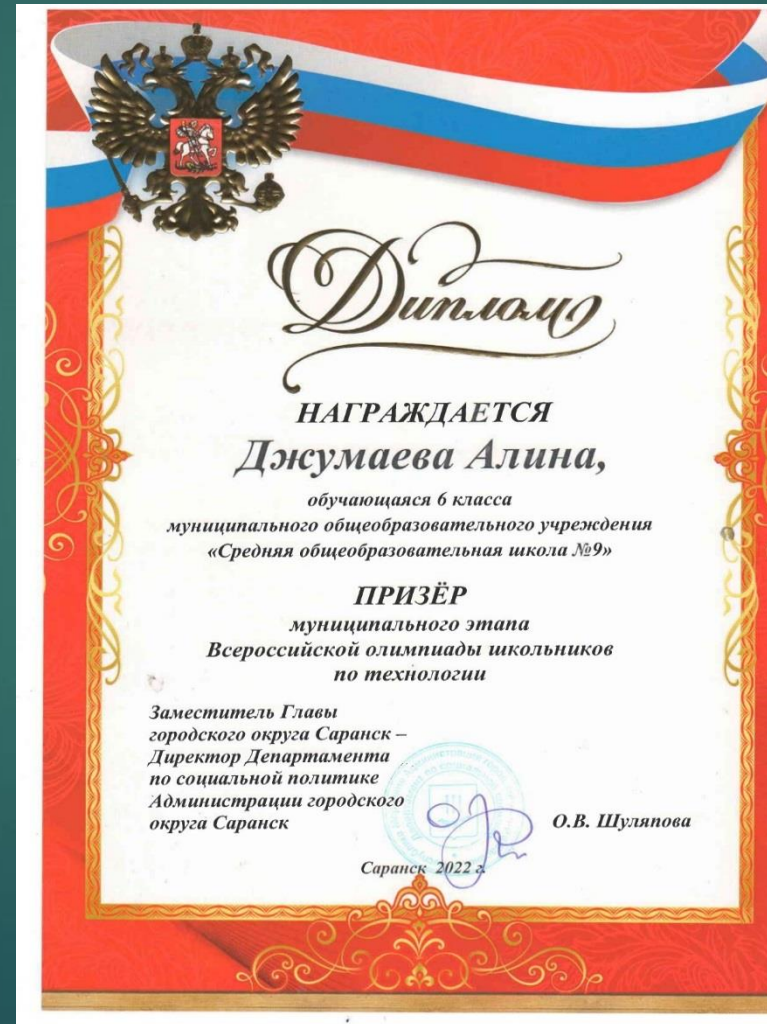 Диплом
НАГРАЖДАЕТСЯ
Джумаева Алина,
обучающаяся 6 класса
муниципального общеобразовательного учреждения
«Средняя общеобразовательная школа №9»
ПРИЗЁР
муниципального этапа
Всероссийской олимпиады школьников
по технологии
Заместитель Главы
городского округа Саранск –
Директор Департамента
по социальной политике
Администрации городского
округа Саранск
О.В. Шуляпова
Саранск 2022 г.